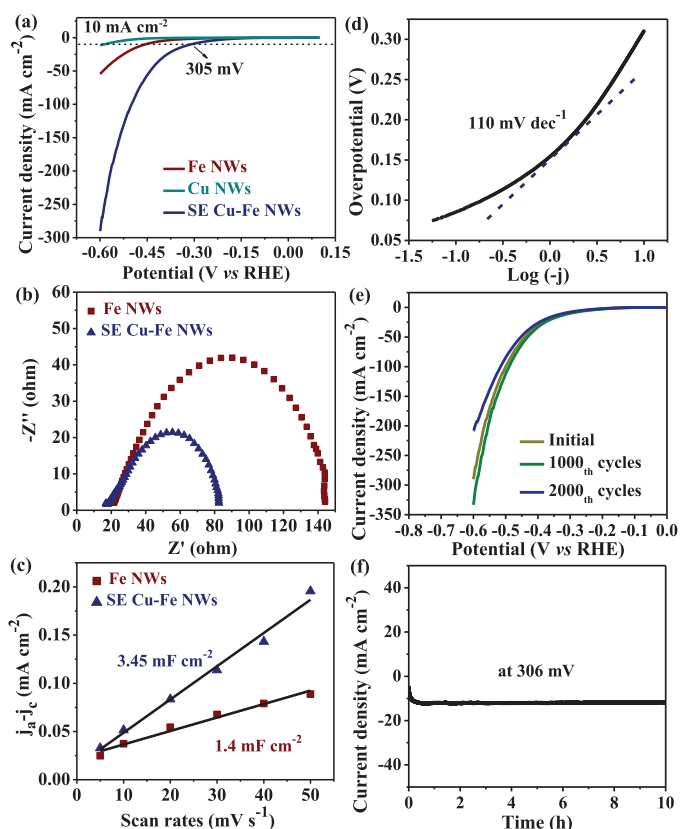 (a)
10 mA cm-2
305 mV
Fe NWs
Cu NWs
SE Cu-Fe NWs
0
-50
-100
-150
-200
-250
-300
Current density (mA cm-2)
-0.60 -0.45 -0.30 -0.15 0.00 0.15
Potential (V vs RHE)
(d)
110 mV dec-1
0.30
0.25
0.20
0.15
0.10
0.05
Overpotential (V)
-1.5 -1.0 -0.5 0.0 0.5 1.0 1.5
Log (-j)
(b)
Fe NWs
SE Cu-Fe NWs
60
50
40
30
20
10
0
-Z'' (ohm)
0 20 40 60 80 100 120 140
Z' (ohm)
(e)
Initial
1000th cycles
2000th cycles
0
-50
-100
-150
-200
-250
-300
-350
Current density (mA cm-2)
-0.8 -0.7 -0.6 -0.5 -0.4 -0.3 -0.2 -0.1 0.0
Potential (V vs RHE)
(c)
Fe NWs
SE Cu-Fe NWs
3.45 mF cm-2
1.4 mF cm-2
0.20
0.15
0.10
0.05
0.00
ja-jc (mA cm-2)
0 10 20 30 40 50 60
Scan rates (mV s-1)
(f)
at 306 mV
40
20
0
-20
-40
Current density (mA cm-2)
0 2 4 6 8 10
Time (h)